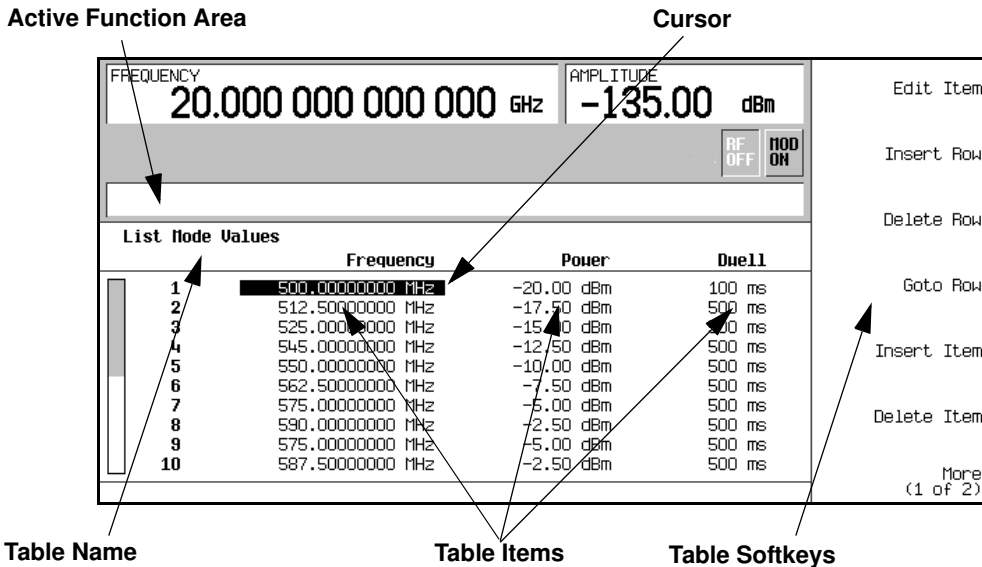 Active Function Area
Cursor
FREQUENCY
20.000 000 000 000 GHz
AMPLITUDE
-135.00 dBm
RF OFF
MOD ON
List Mode Values
Frequency Power Dwell
1 500.00000000 MHz -20.00 dBm 100 ms
2 512.50000000 MHz -17.50 dBm 500 ms
3 525.00000000 MHz -15.00 dBm 500 ms
4 545.00000000 MHz -12.50 dBm 500 ms
5 550.00000000 MHz -10.00 dBm 500 ms
6 562.50000000 MHz -7.50 dBm 500 ms
7 575.00000000 MHz -5.00 dBm 500 ms
8 590.00000000 MHz -2.50 dBm 500 ms
9 575.00000000 MHz -5.00 dBm 500 ms
10 587.50000000 MHz -2.50 dBm 500 ms
Edit Item
Insert Row
Delete Row
Goto Row
Insert Item
Delete Item
More
(1 of 2)
Table Name
Table Items
Table Softkeys